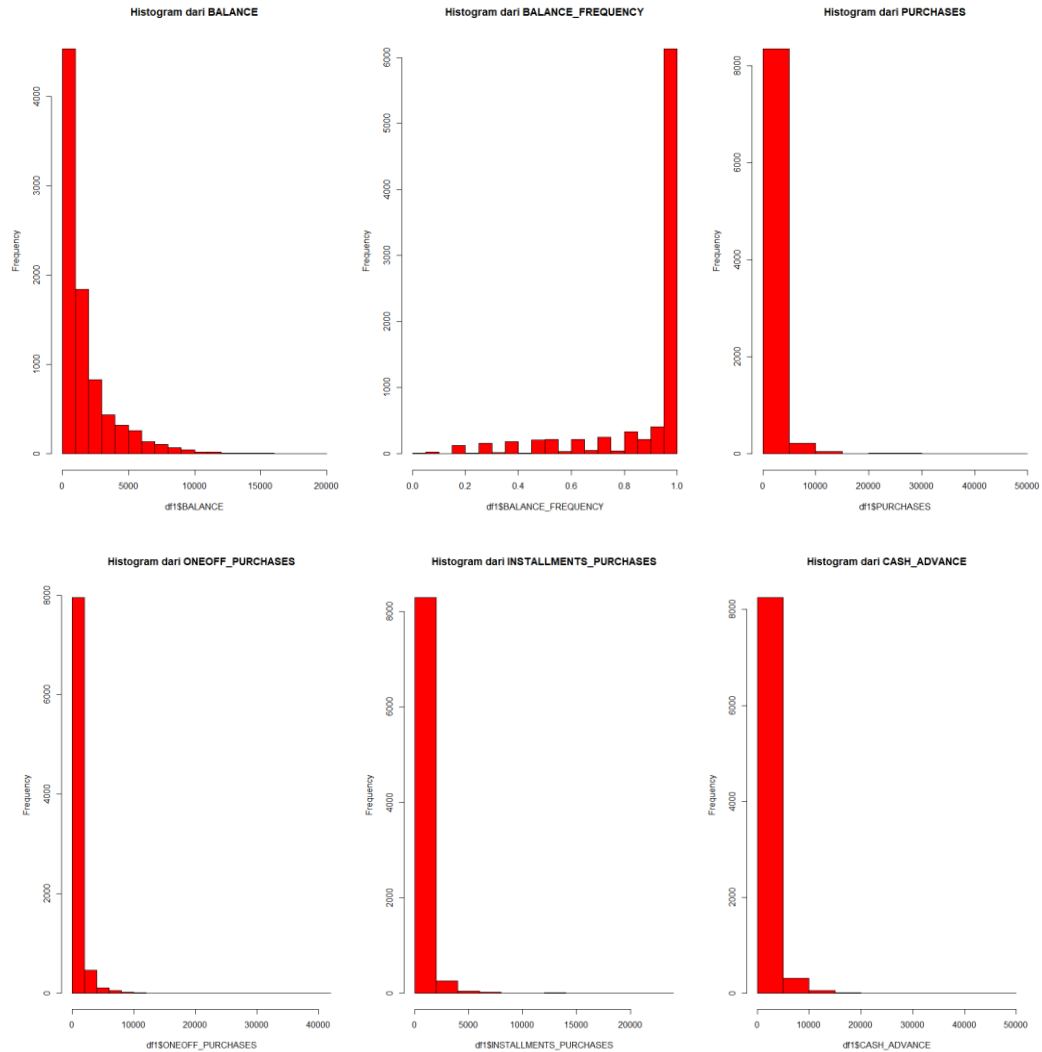 Histogram dari BALANCE
Frequency
0 1000 2000 3000 4000
0 5000 10000 15000 20000
df1$BALANCE
Histogram dari BALANCE_FREQUENCY
Frequency
0 1000 2000 3000 4000 5000 6000
0.0 0.2 0.4 0.6 0.8 1.0
df1$BALANCE_FREQUENCY
Histogram dari PURCHASES
Frequency
0 2000 4000 6000 8000
0 10000 20000 30000 40000 50000
df1$PURCHASES
Histogram dari ONEOFF_PURCHASES
Frequency
0 2000 4000 6000 8000
0 10000 20000 30000 40000
df1$ONEOFF_PURCHASES
Histogram dari INSTALLMENTS_PURCHASES
Frequency
0 2000 4000 6000 8000
0 5000 10000 15000 20000
df1$INSTALLMENTS_PURCHASES
Histogram dari CASH_ADVANCE
Frequency
0 2000 4000 6000 8000
0 10000 20000 30000 40000 50000
df1$CASH_ADVANCE